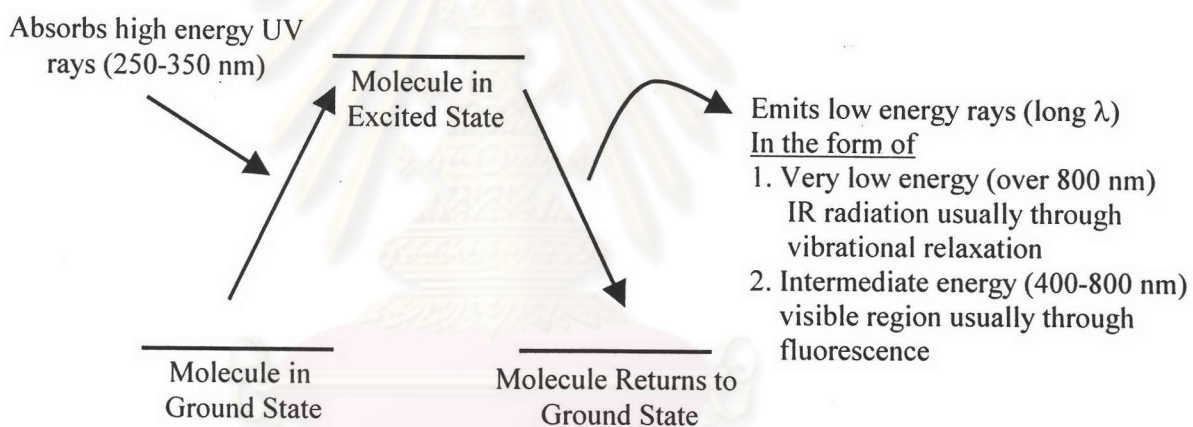 Absorbs high energy UV
rays (250-350 nm)
Molecule in
Excited State
Emits low energy rays (long λ)
In the form of
1. Very low energy (over 800 nm)
IR radiation usually through
vibrational relaxation
2. Intermediate energy (400-800 nm)
visible region usually through
fluorescence
Molecule in
Ground State
Molecule Returns to
Ground State